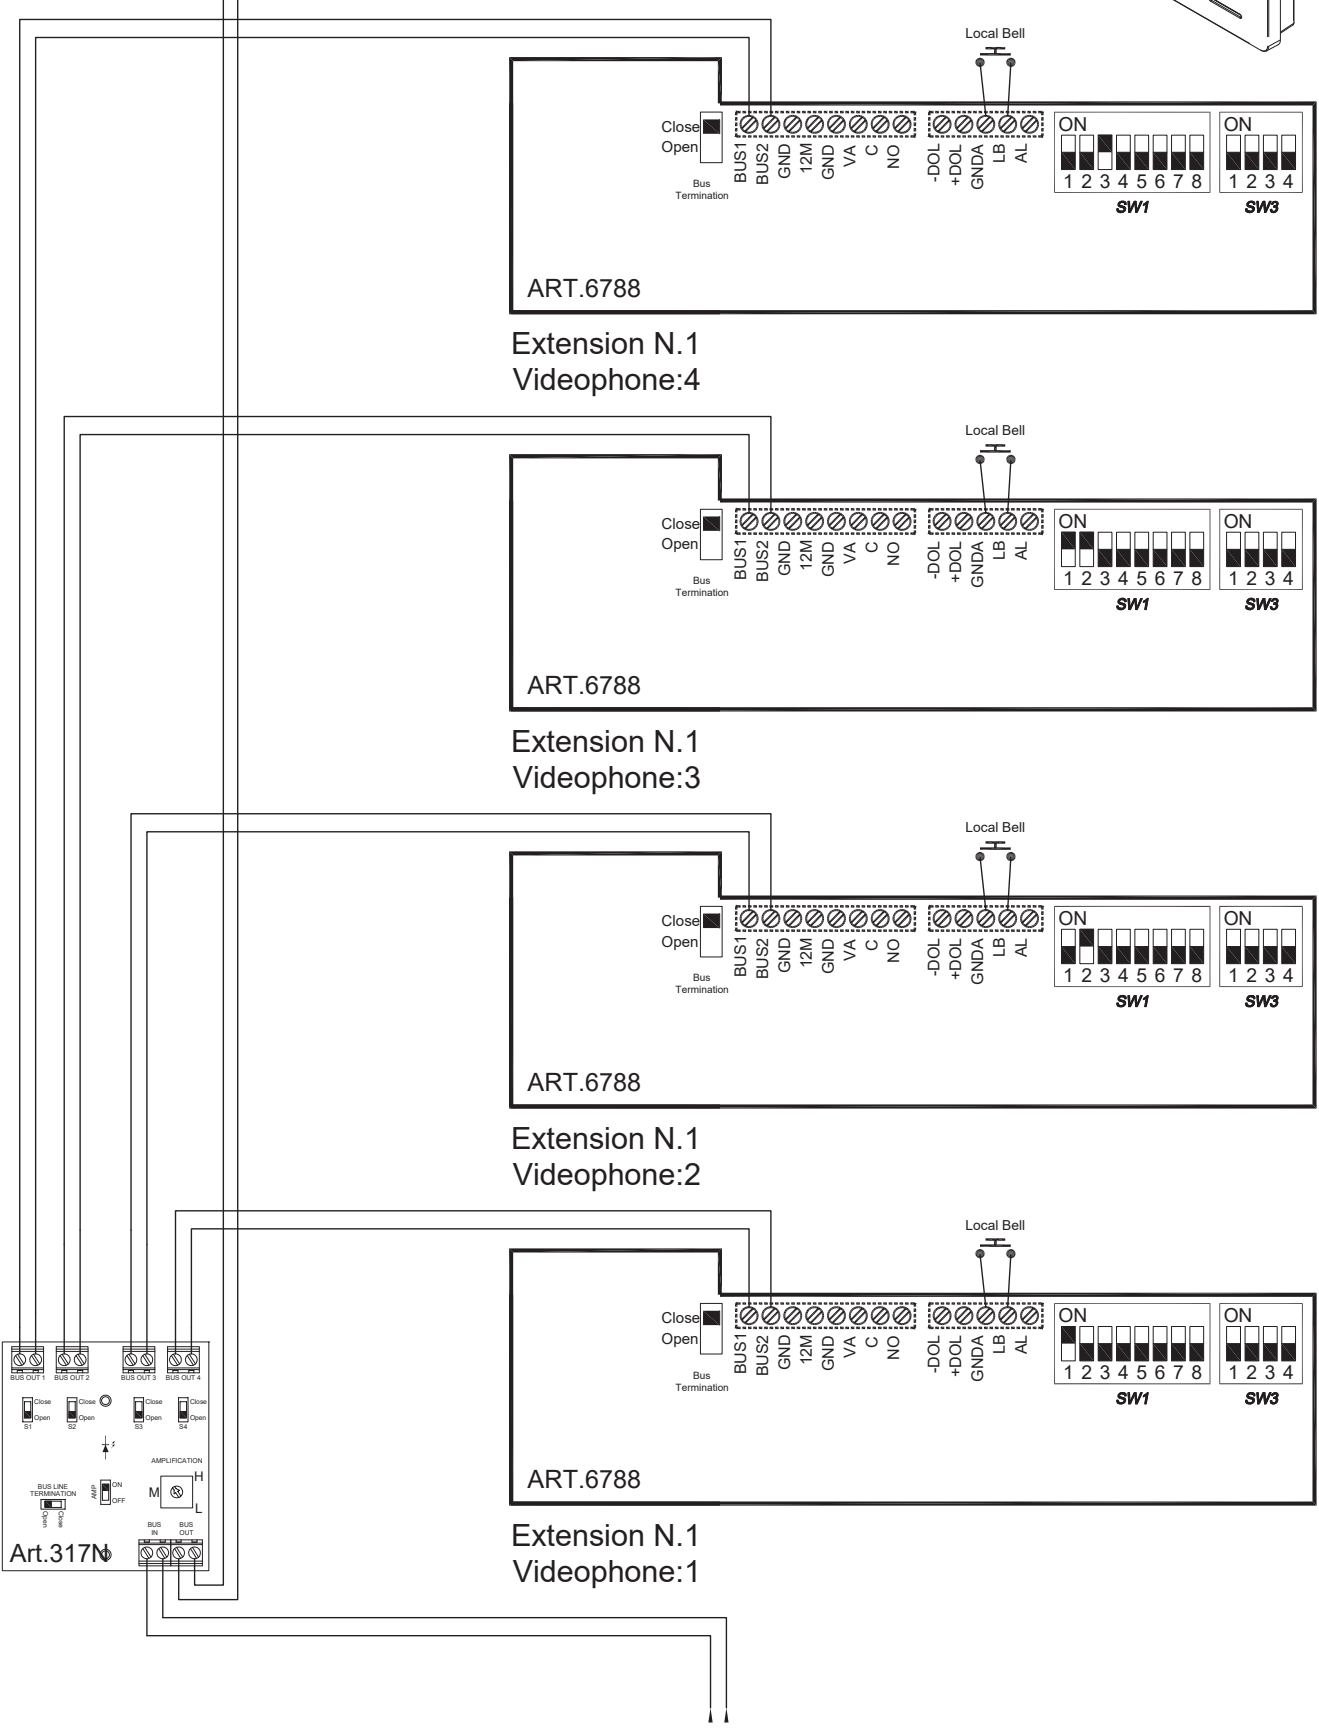 Local Bell
Close
Open
Bus
Termination
BUS1
BUS2
GND
12M
GND
VA
C
NO
-DOL
+DOL
GNDA
LB
AL
ON
1 2 3 4 5 6 7 8
SW1
ON
1 2 3 4
SW3
ART.6788
Extension N.1
Videophone:4
Local Bell
Close
Open
Bus
Termination
BUS1
BUS2
GND
12M
GND
VA
C
NO
-DOL
+DOL
GNDA
LB
AL
ON
1 2 3 4 5 6 7 8
SW1
ON
1 2 3 4
SW3
ART.6788
Extension N.1
Videophone:3
Local Bell
Close
Open
Bus
Termination
BUS1
BUS2
GND
12M
GND
VA
C
NO
-DOL
+DOL
GNDA
LB
AL
ON
1 2 3 4 5 6 7 8
SW1
ON
1 2 3 4
SW3
ART.6788
Extension N.1
Videophone:2
Local Bell
Close
Open
Bus
Termination
BUS1
BUS2
GND
12M
GND
VA
C
NO
-DOL
+DOL
GNDA
LB
AL
ON
1 2 3 4 5 6 7 8
SW1
ON
1 2 3 4
SW3
ART.6788
Extension N.1
Videophone:1
BUS OUT 1
BUS OUT 2
BUS OUT 3
BUS OUT 4
Close
Open
S1
Close
Open
S2
Close
Open
S3
Close
Open
S4
AMPLIFICATION
H
M
L
BUS LINE
TERMINATION
Open
Close
AMP
ON
OFF
BUS
IN
BUS
OUT
Art.317N